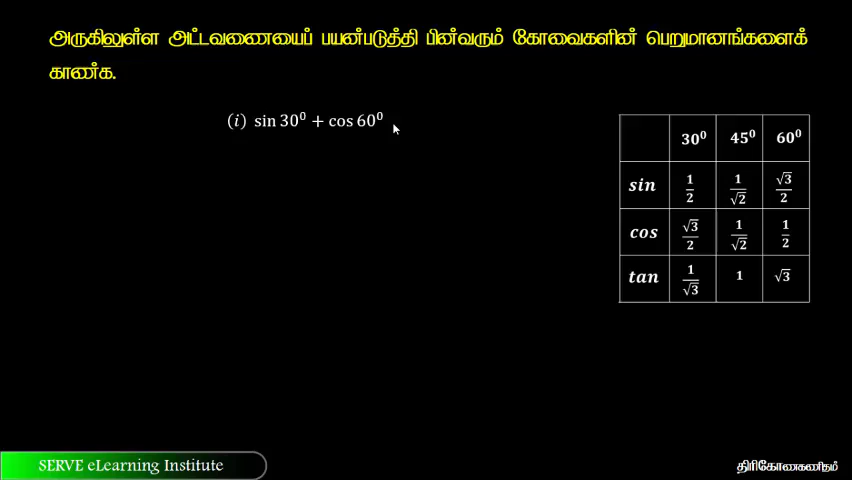 அருகிலுள்ள அட்டவணையைப் பயன்படுத்தி பின்வரும் கோவைகளின் பெறுமானங்களைக்
காண்க.
(i) sin 30⁰ + cos 60⁰
30⁰ 45⁰ 60⁰
sin 1/2 1/√2 √3/2
cos √3/2 1/√2 1/2
tan 1/√3 1 √3
SERVE eLearning Institute
திரிகோணகணிதம்